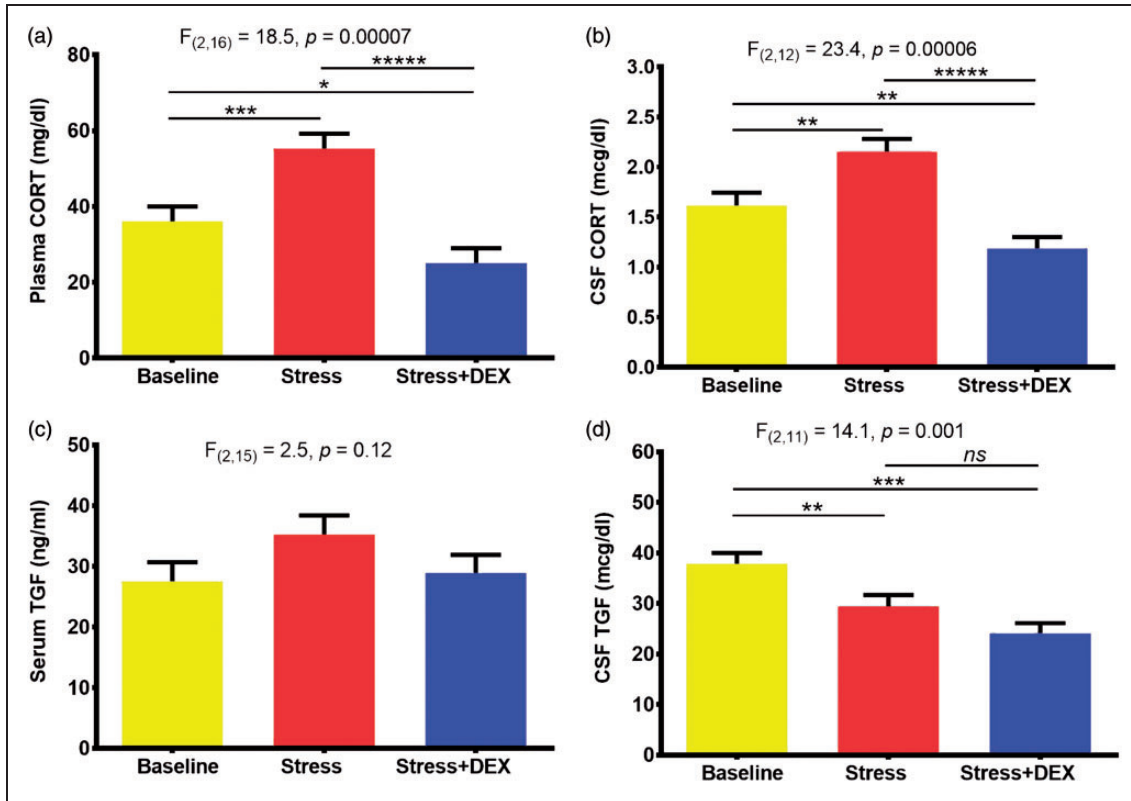 (a)
F(2,16) = 18.5, p = 0.00007
80
60
40
20
0
Plasma CORT (mg/dl)
*****
*
***
Baseline Stress Stress+DEX
(b)
F(2,12) = 23.4, p = 0.00006
3.0
2.5
2.0
1.5
1.0
0.5
0.0
CSF CORT (mcg/dl)
*****
**
**
Baseline Stress Stress+DEX
(c)
F(2,15) = 2.5, p = 0.12
50
40
30
20
10
0
Serum TGF (ng/ml)
Baseline Stress Stress+DEX
(d)
F(2,11) = 14.1, p = 0.001
60
50
40
30
20
10
0
CSF TGF (mcg/dl)
ns
***
**
Baseline Stress Stress+DEX